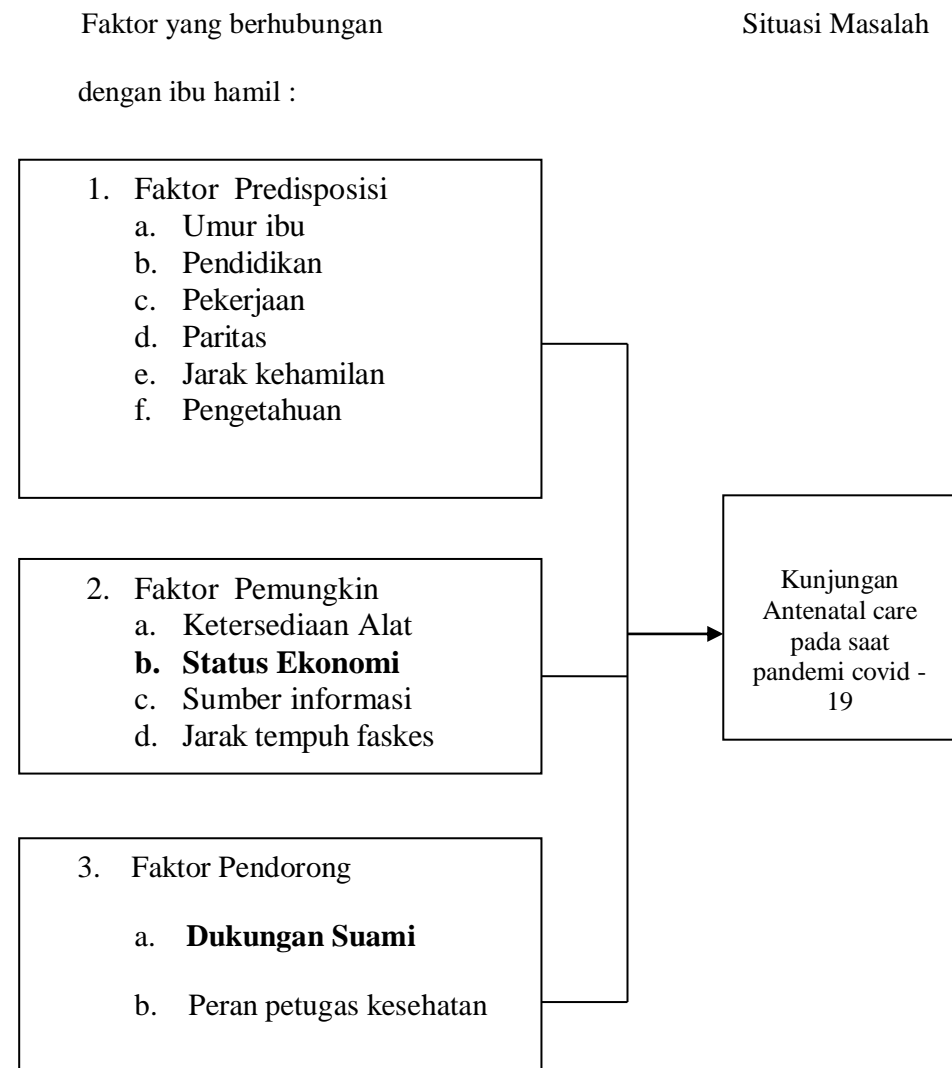 Faktor yang berhubungan
dengan ibu hamil :
Situasi Masalah
1. Faktor Predisposisi
a. Umur ibu
b. Pendidikan
c. Pekerjaan
d. Paritas
e. Jarak kehamilan
f. Pengetahuan
2. Faktor Pemungkin
a. Ketersediaan Alat
b. Status Ekonomi
c. Sumber informasi
d. Jarak tempuh faskes
3. Faktor Pendorong
a. Dukungan Suami
b. Peran petugas kesehatan
Kunjungan
Antenatal care
pada saat
pandemi covid -
19